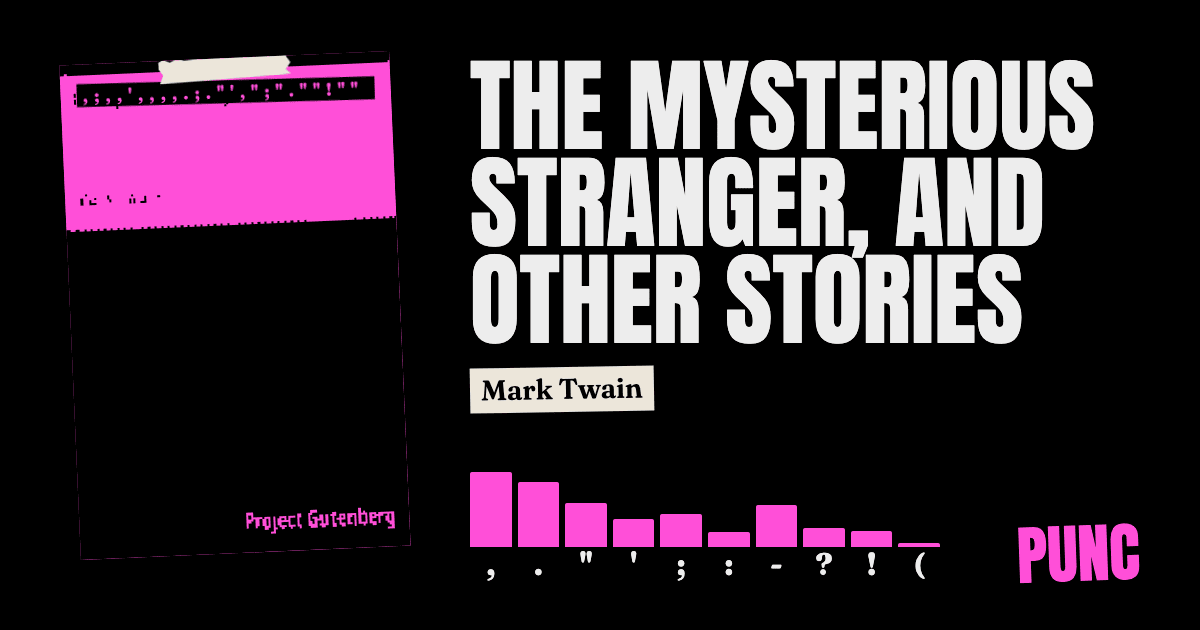 ,;,,',,,,.;."',";".""!""
Project Gutenberg
THE MYSTERIOUS
STRANGER, AND
OTHER STORIES
Mark Twain
, . " ' ; : - ? ! (
PUNC